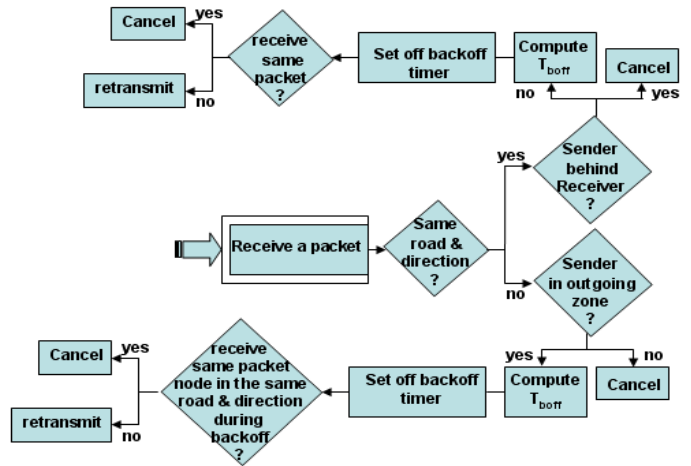 Cancel
yes
retransmit
no
receive
same
packet
?
Set off backoff
timer
Compute
T boff
no
Cancel
yes
Sender
behind
Receiver
?
yes
Receive a packet
Same
road &
direction
?
no
Sender
in outgoing
zone
?
yes
no
Compute
T boff
Cancel
Set off backoff
timer
receive
same packet
node in the same
road & direction
during
backoff
?
Cancel
yes
retransmit
no